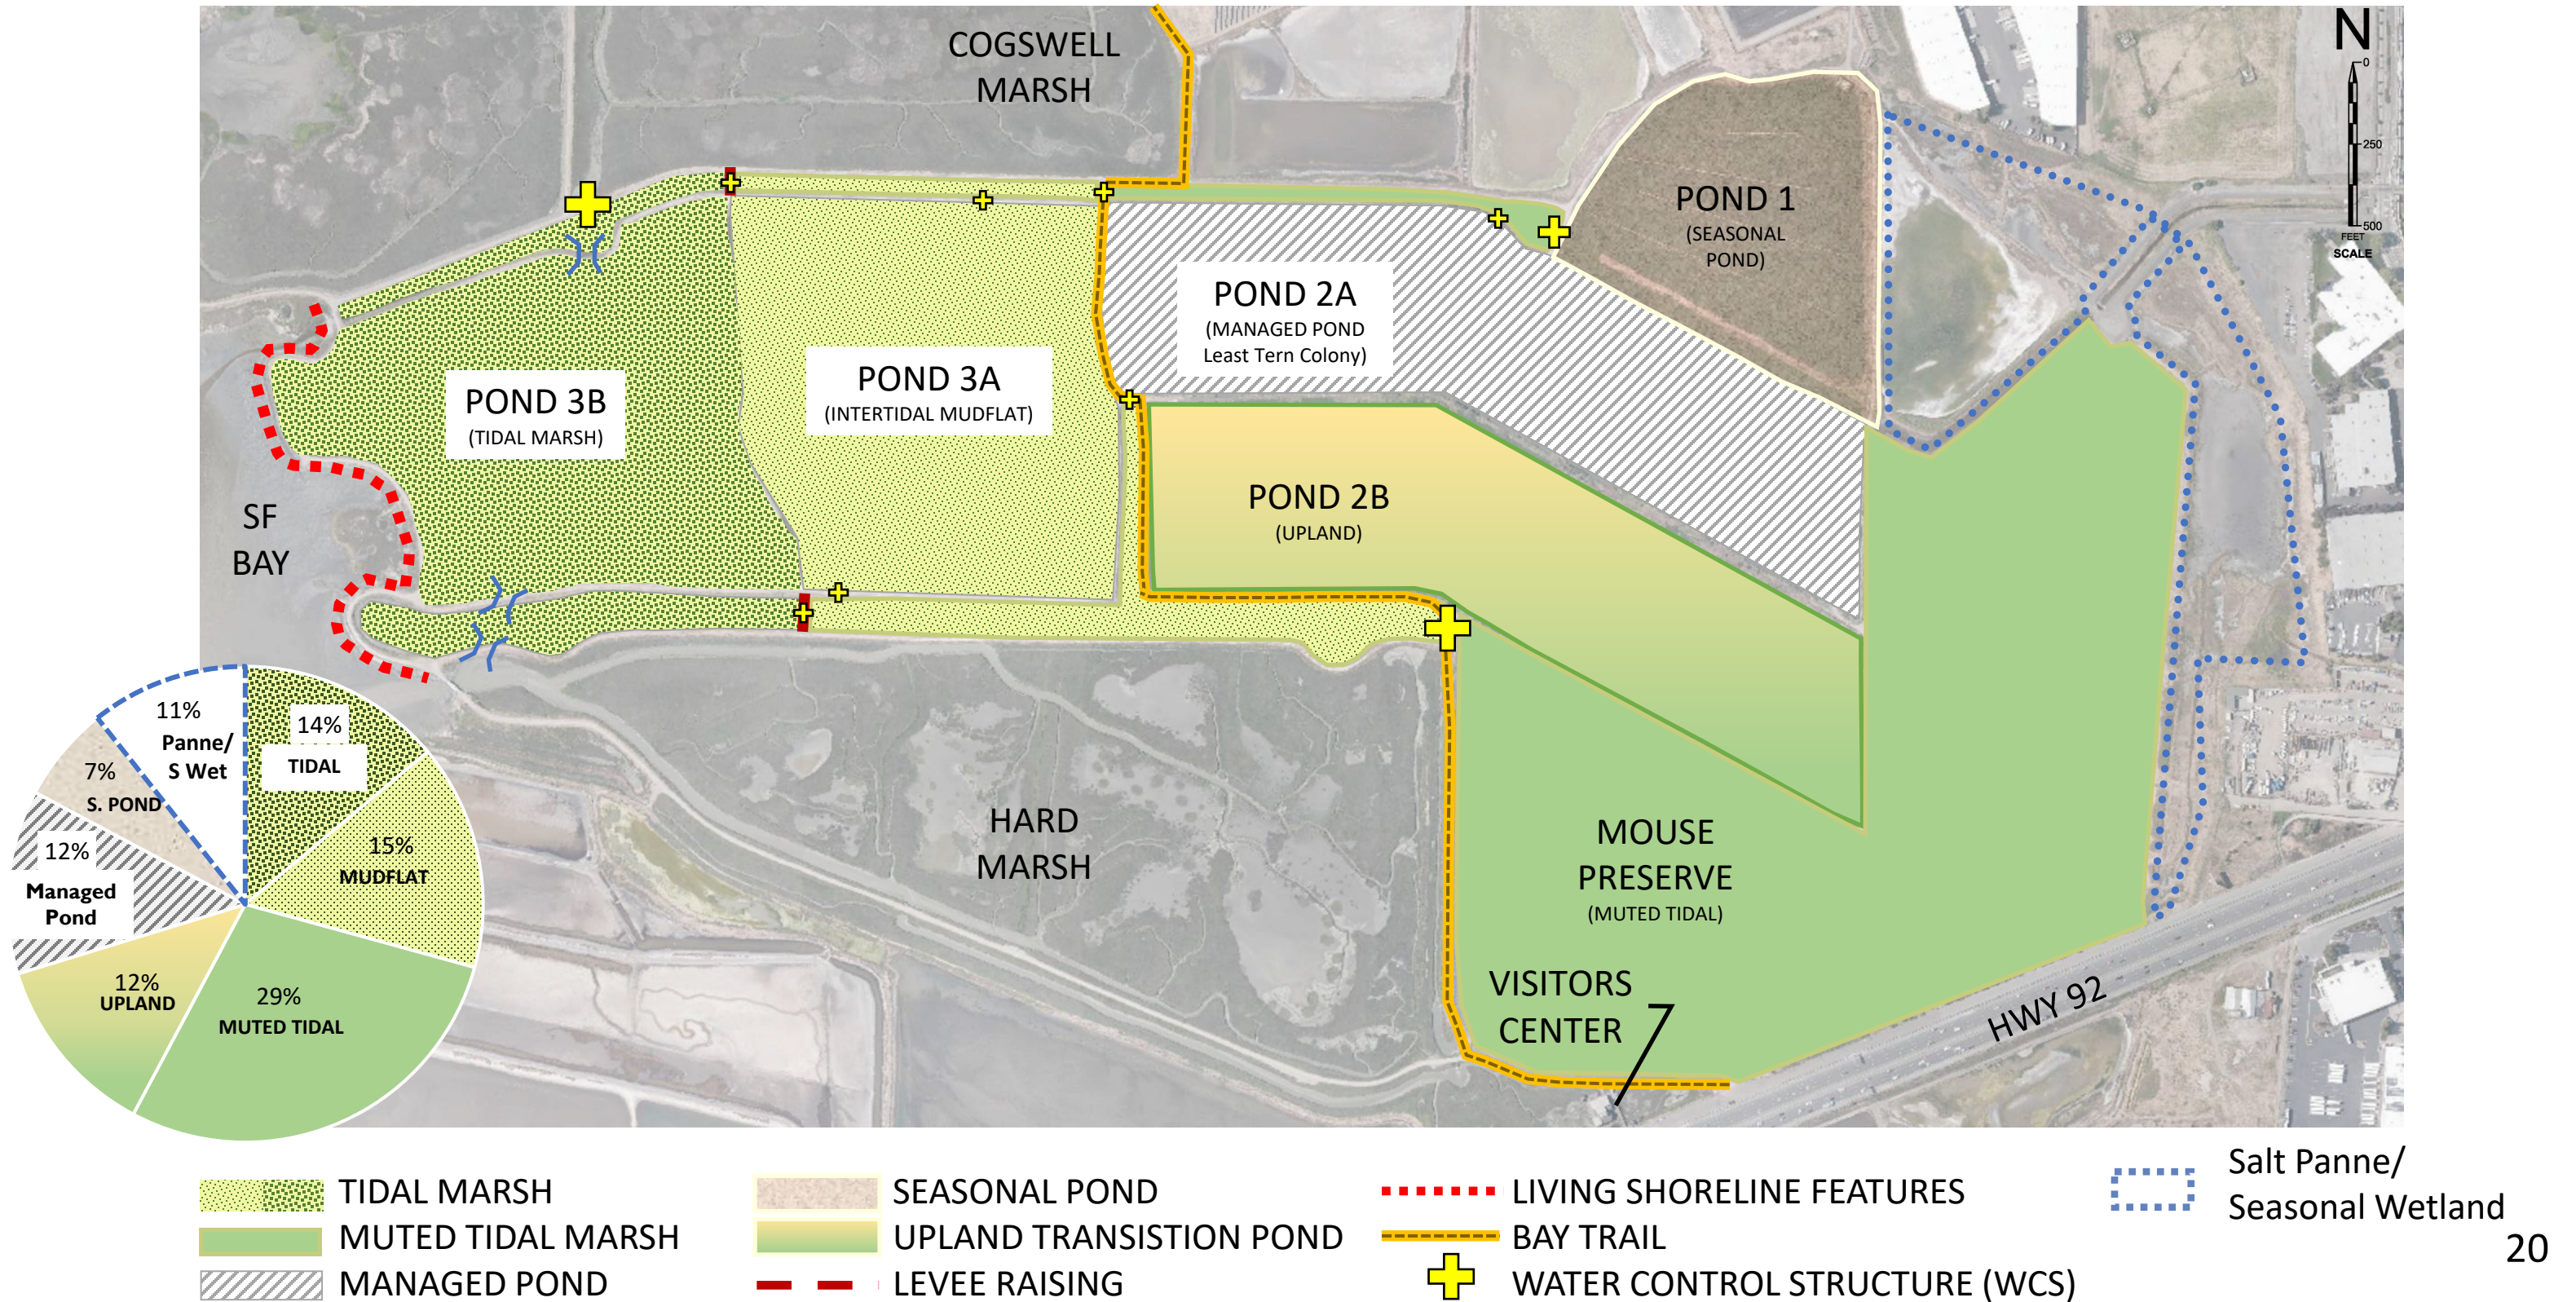 COGSWELL
MARSH
N
0
250
500
FEET
SCALE
POND 1
(SEASONAL
POND)
POND 2A
(MANAGED POND
Least Tern Colony)
POND 3A
(INTERTIDAL MUDFLAT)
POND 3B
(TIDAL MARSH)
POND 2B
(UPLAND)
SF
BAY
HARD
MARSH
MOUSE
PRESERVE
(MUTED TIDAL)
VISITORS
CENTER
HWY 92
11%
Panne/
S Wet
14%
TIDAL
7%
S. POND
15%
MUDFLAT
12%
Managed
Pond
12%
UPLAND
29%
MUTED TIDAL
TIDAL MARSH
MUTED TIDAL MARSH
MANAGED POND
SEASONAL POND
UPLAND TRANSISTION POND
LEVEE RAISING
LIVING SHORELINE FEATURES
BAY TRAIL
WATER CONTROL STRUCTURE (WCS)
Salt Panne/
Seasonal Wetland
20